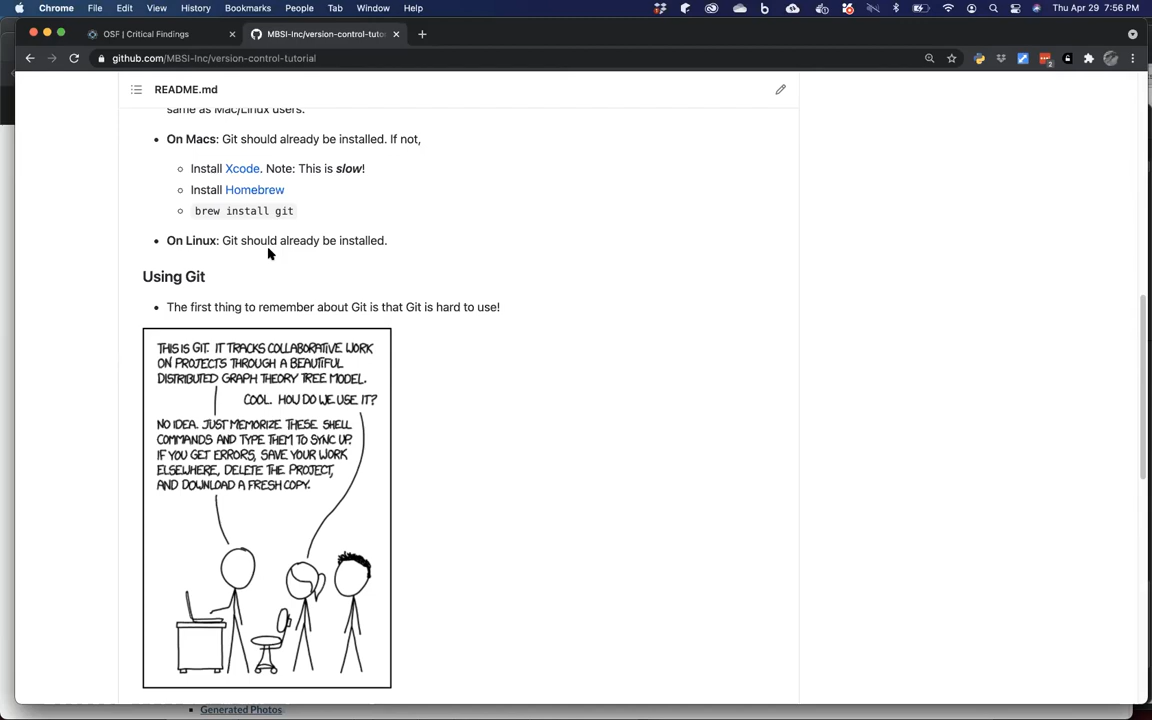 Chrome File Edit View History Bookmarks People Tab Window Help Thu Apr 29 7:56 PM
OSF | Critical Findings
MBSI-Inc/version-control-tuto
github.com/MBSI-Inc/version-control-tutorial
README.md
same as Mac/Linux users.
On Macs: Git should already be installed. If not,
Install Xcode. Note: This is slow!
Install Homebrew
brew install git
On Linux: Git should already be installed.
Using Git
The first thing to remember about Git is that Git is hard to use!
THIS IS GIT. IT TRACKS COLLABORATIVE WORK
ON PROJECTS THROUGH A BEAUTIFUL
DISTRIBUTED GRAPH THEORY TREE MODEL.
COOL. HOW DO WE USE IT?
NO IDEA. JUST MEMORIZE THESE SHELL
COMMANDS AND TYPE THEM TO SYNC UP.
IF YOU GET ERRORS, SAVE YOUR WORK
ELSEWHERE, DELETE THE PROJECT,
AND DOWNLOAD A FRESH COPY.
Generated Photos